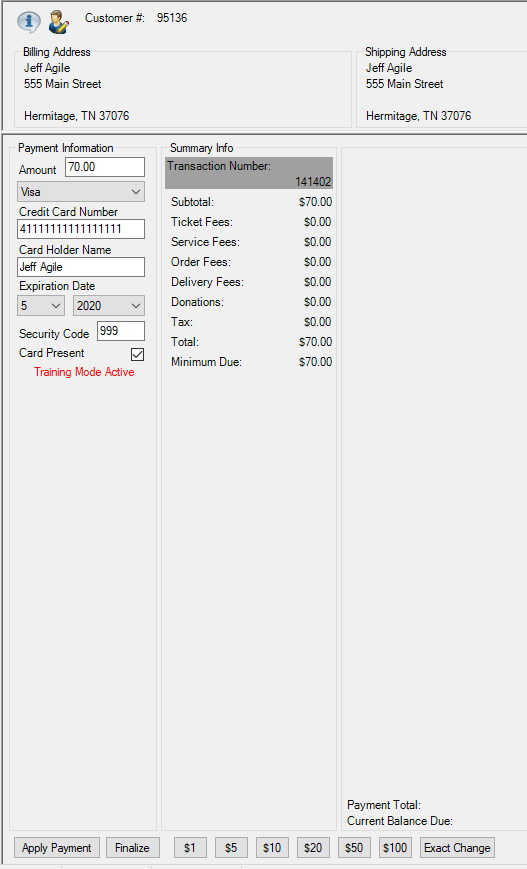 Customer #: 95136
Billing Address
Jeff Agile
555 Main Street
Hermitage, TN 37076
Shipping Address
Jeff Agile
555 Main Street
Hermitage, TN 37076
Payment Information
Amount 70.00
Visa
Credit Card Number
4111111111111111
Card Holder Name
Jeff Agile
Expiration Date
5 2020
Security Code 999
Card Present
Training Mode Active
Summary Info
Transaction Number:
141402
Subtotal: $70.00
Ticket Fees: $0.00
Service Fees: $0.00
Order Fees: $0.00
Delivery Fees: $0.00
Donations: $0.00
Tax: $0.00
Total: $70.00
Minimum Due: $70.00
Payment Total:
Current Balance Due:
Apply Payment Finalize $1 $5 $10 $20 $50 $100 Exact Change